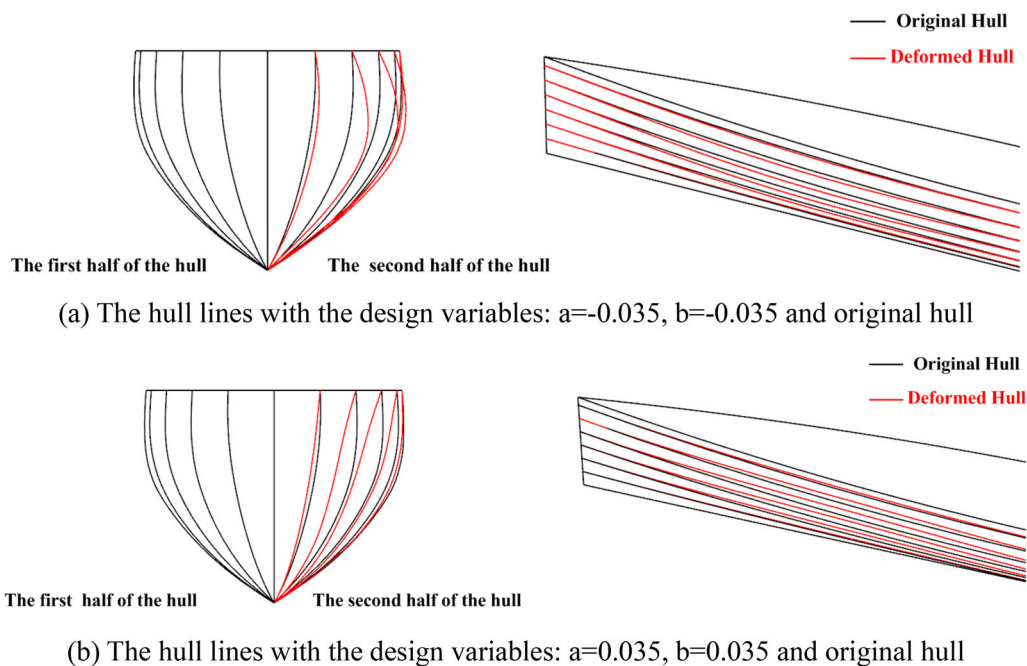 Original Hull
Deformed Hull
The first half of the hull
The second half of the hull
(a) The hull lines with the design variables: a=-0.035, b=-0.035 and original hull
Original Hull
Deformed Hull
The first half of the hull
The second half of the hull
(b) The hull lines with the design variables: a=0.035, b=0.035 and original hull